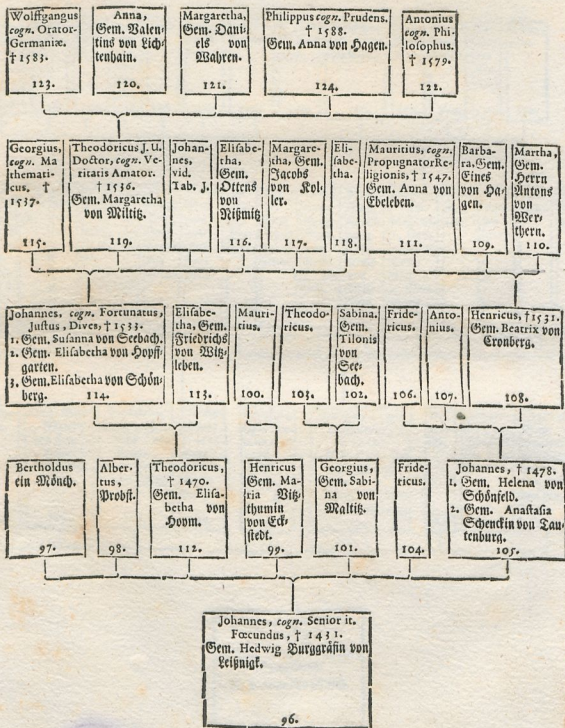 Wolffgangus
cogn. Orator
Germaniæ.
† 1583.
123.
Anna,
Gem. Valen-
tins von Lich-
tenhain.
120.
Margaretha,
Gem. Dani-
els von
Wahren.
121.
Philippus cogn. Prudens.
† 1588.
Gem. Anna von Hagen.
124.
Antonius
cogn. Phi-
losophus.
† 1579.
122.
Georgius,
cogn. Ma
themati-
cus. †
1537.
115.
Theodoricus J. U.
Doctor, cogn. Ve-
ritatis Amator.
† 1536.
Gem. Margaretha
von Miltitz.
119.
Johan-
nes,
vid.
Tab. J.
Elisabe-
tha,
Gem.
Ottens
von
Nißmitz
116.
Margare-
tha, Gem.
Jacobs
von Kol-
ler.
117.
Eli-
sabe-
tha.
118.
Mauritius, cogn.
Propugnator Re-
ligionis, † 1547.
Gem. Anna von
Ebeleben.
111.
Barba-
ra, Gem.
Eines
von Ha-
gen.
109.
Martha,
Gem.
Herrn
Antons
von
Wer-
thern.
110.
Johannes, cogn. Fortunatus,
Justus, Dives, † 1533.
1. Gem. Susanna von Seebach.
2. Gem. Elisabetha von Hopff-
garten.
3. Gem. Elisabetha von Schön-
berg.
114.
Elisabe-
tha, Gem.
Friedrichs
von Witz-
leben.
113.
Mauri-
tius.
100.
Theodo-
ricus.
103.
Sabina.
Gem.
Tilonis
von
See-
bach.
102.
Fride-
ricus.
106.
Anto-
nius.
107.
Henricus, † 1531.
Gem. Beatrix von
Cronberg.
108.
Bertholdus
ein Mönch.
97.
Alber-
tus,
Probst.
98.
Theodoricus,
† 1470.
Gem. Elisa-
betha von
Hoym.
112.
Henricus
Gem. Ma-
ria Vitz-
thumin
von Eck-
stedt.
99.
Georgius,
Gem. Sabi-
na von
Maltitz.
101.
Fride-
ricus.
104.
Johannes, † 1478.
1. Gem. Helena von
Schönfeld.
2. Gem. Anastasia
Schenckin von Tau-
tenburg.
105.
Johannes, cogn. Senior it.
Fœcundus, † 1431.
Gem. Hedwig Burggräfin von
Leißnigk.
96.